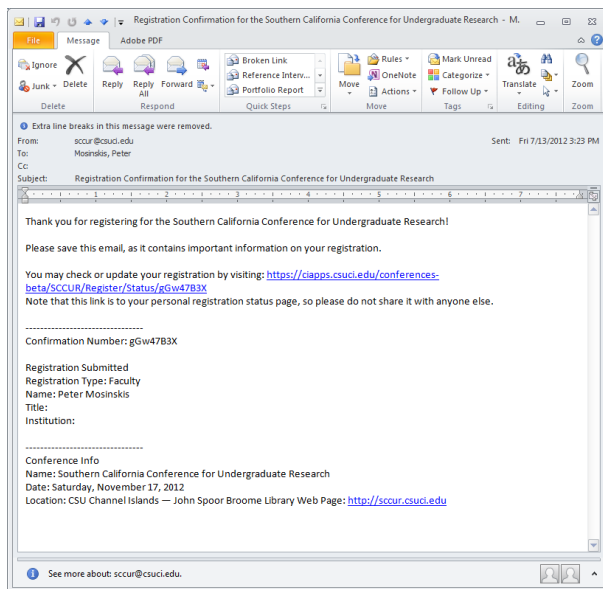 Registration Confirmation for the Southern California Conference for Undergraduate Research - M.
File Message Adobe PDF
Ignore
Junk
Delete
Reply
Reply All
Forward
Broken Link
Reference Interv...
Portfolio Report
Move
Rules
OneNote
Actions
Mark Unread
Categorize
Follow Up
Translate
Zoom
Delete Respond Quick Steps Move Tags Editing Zoom
Extra line breaks in this message were removed.
From: sccur@csuci.edu Sent: Fri 7/13/2012 3:23 PM
To: Mosinskis, Peter
Cc:
Subject: Registration Confirmation for the Southern California Conference for Undergraduate Research
1 2 3 4 5 6 7
Thank you for registering for the Southern California Conference for Undergraduate Research!
Please save this email, as it contains important information on your registration.
You may check or update your registration by visiting: https://ciapps.csuci.edu/conferences-
beta/SCCUR/Register/Status/gGw47B3X
Note that this link is to your personal registration status page, so please do not share it with anyone else.
--------------------------------
Confirmation Number: gGw47B3X
Registration Submitted
Registration Type: Faculty
Name: Peter Mosinskis
Title:
Institution:
--------------------------------
Conference Info
Name: Southern California Conference for Undergraduate Research
Date: Saturday, November 17, 2012
Location: CSU Channel Islands — John Spoor Broome Library Web Page: http://sccur.csuci.edu
See more about: sccur@csuci.edu.